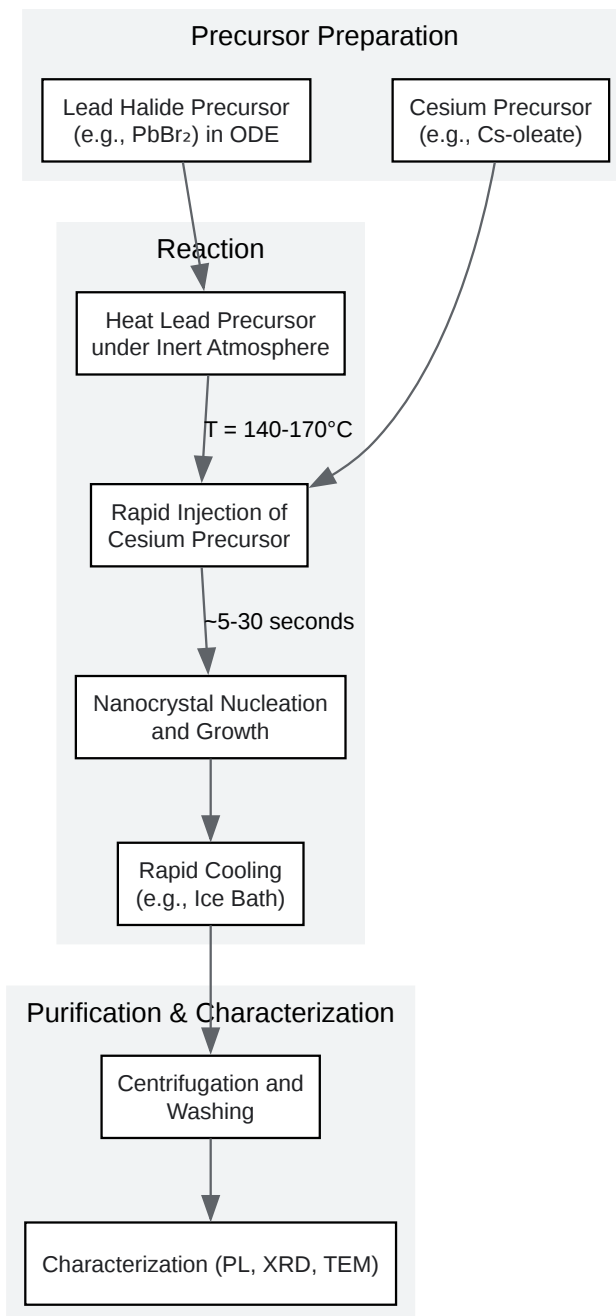 Precursor Preparation
Lead Halide Precursor
(e.g., PbBr₂) in ODE
Cesium Precursor
(e.g., Cs-oleate)
Reaction
Heat Lead Precursor
under Inert Atmosphere
T = 140-170°C
Rapid Injection of
Cesium Precursor
~5-30 seconds
Nanocrystal Nucleation
and Growth
Rapid Cooling
(e.g., Ice Bath)
Purification & Characterization
Centrifugation and
Washing
Characterization (PL, XRD, TEM)